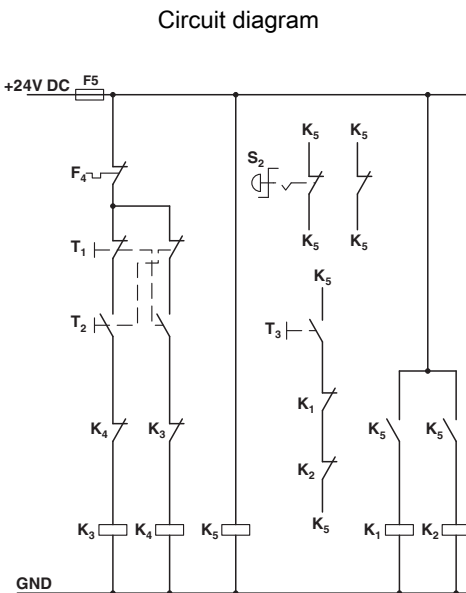 Circuit diagram
+24V DC F5
K5 K5
S2
F4
K5 K5
T1
K5
T2 T3
K1
K4 K3 K5 K5
K2
K5
K3 K4 K5 K1 K2
GND